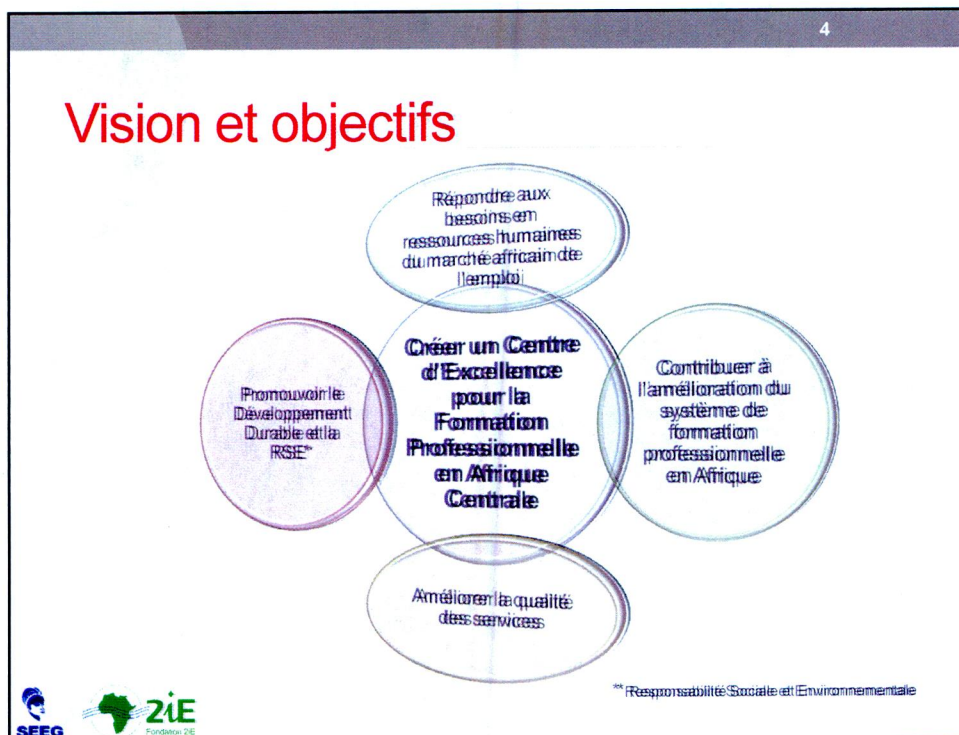 4
Vision et objectifs
Répondre aux
besoins en
ressources humaines
du marché africain de
l'emploi
Promouvoir le
Développement
Durable et la
RSE*
Créer un Centre
d'Excellence
pour la
Formation
Professionnelle
en Afrique
Centrale
Contribuer à
l'amélioration du
système de
formation
professionnelle
en Afrique
Améliorer la qualité
des services
* Responsabilité Sociale et Environnementale
SEEG
2iE
Fondation 2iE